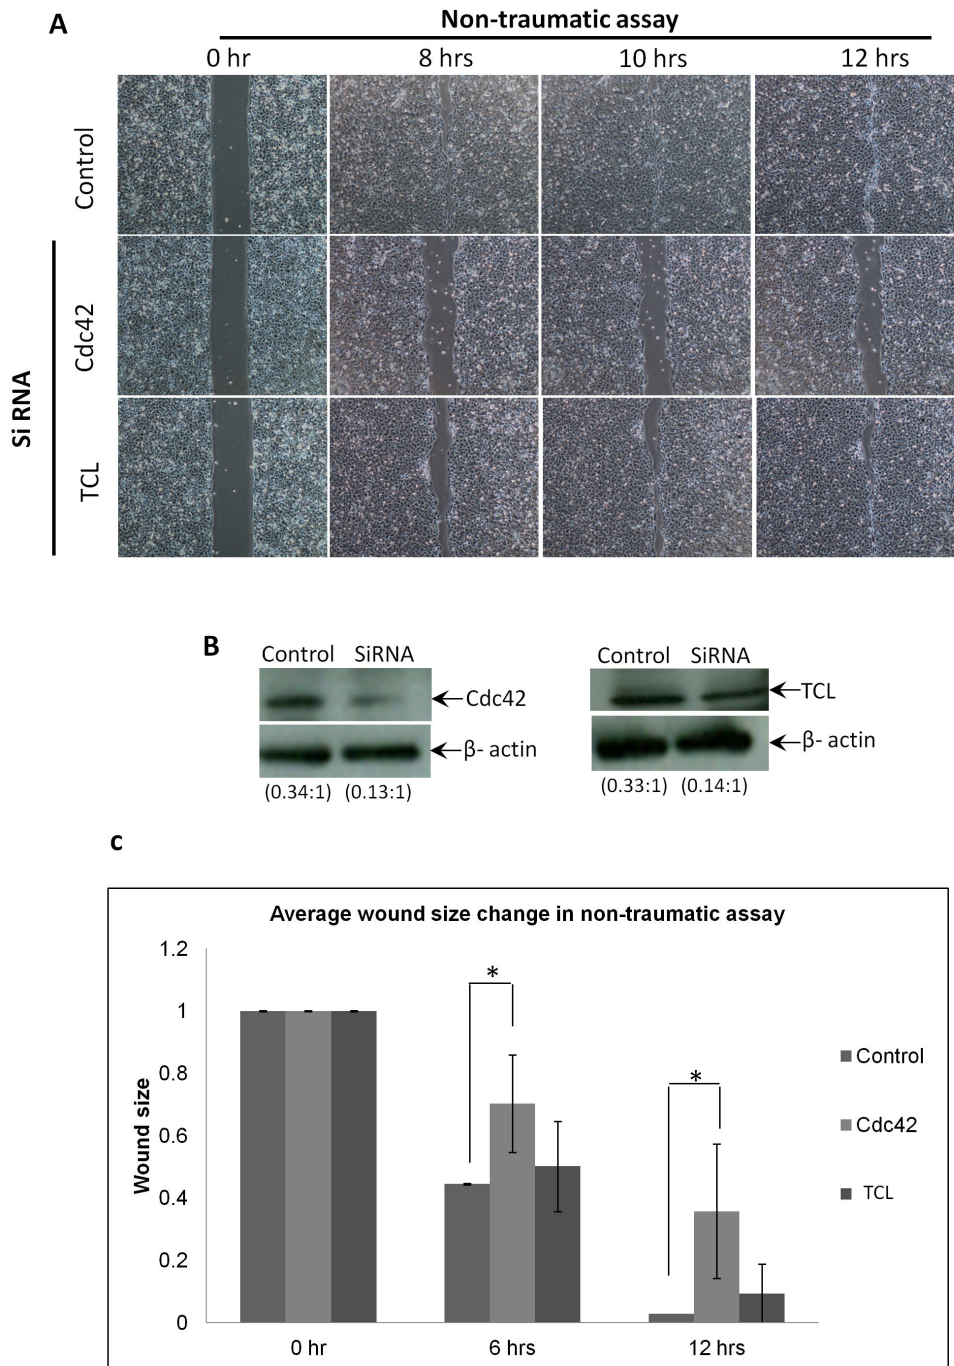 A
Non-traumatic assay
0 hr 8 hrs 10 hrs 12 hrs
Control
Si RNA
Cdc42
TCL
B
Control SiRNA
Cdc42
β- actin
(0.34:1) (0.13:1)
Control SiRNA
TCL
β- actin
(0.33:1) (0.14:1)
c
Average wound size change in non-traumatic assay
Wound size
1.2
1
0.8
0.6
0.4
0.2
0
*
*
0 hr 6 hrs 12 hrs
Control
Cdc42
TCL